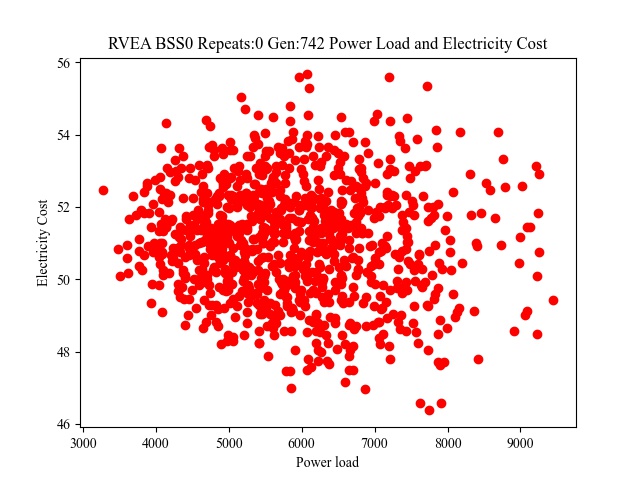 RVEA BSS0 Repeats:0 Gen:742 Power Load and Electricity Cost
56
54
52
50
48
46
Electricity Cost
3000 4000 5000 6000 7000 8000 9000
Power load